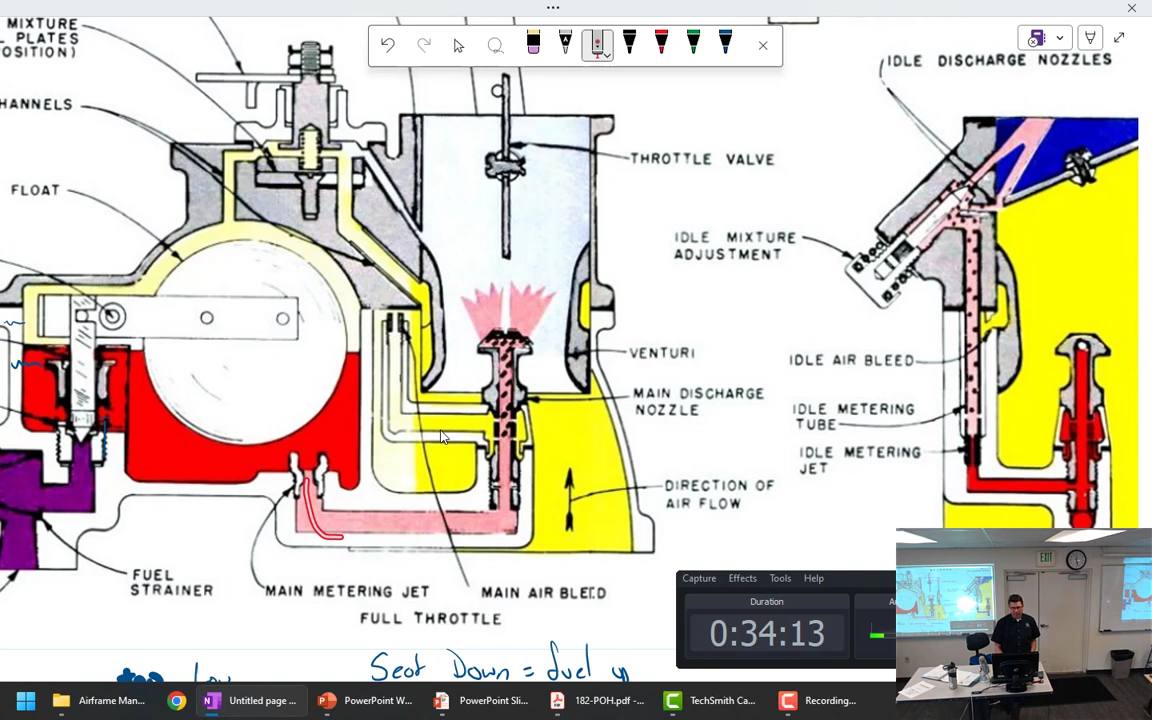 MIXTURE
PLATES
POSITION)
HANNELS
FLOAT
THROTTLE VALVE
IDLE DISCHARGE NOZZLES
IDLE MIXTURE
ADJUSTMENT
VENTURI
MAIN DISCHARGE
NOZZLE
IDLE AIR BLEED
IDLE METERING
TUBE
IDLE METERING
JET
DIRECTION OF
AIR FLOW
FUEL
STRAINER
MAIN METERING JET
MAIN AIR BLEED
FULL THROTTLE
Seat Down = fuel up
Low
EXIT
Capture Effects Tools Help
Duration
0:34:13
Airframe Man...
Untitled page ...
PowerPoint W...
PowerPoint Sli...
182-POH.pdf -...
TechSmith Ca...
Recording...